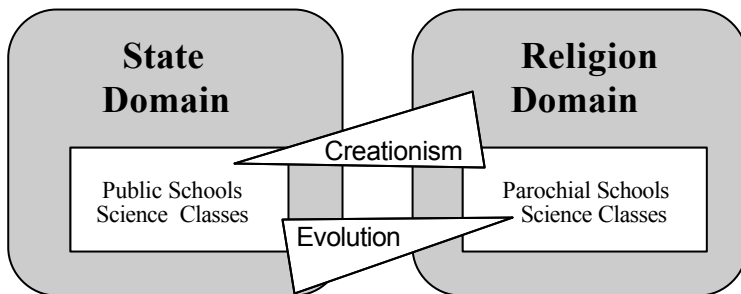 State
Domain
Religion
Domain
Creationism
Public Schools
Science Classes
Parochial Schools
Science Classes
Evolution